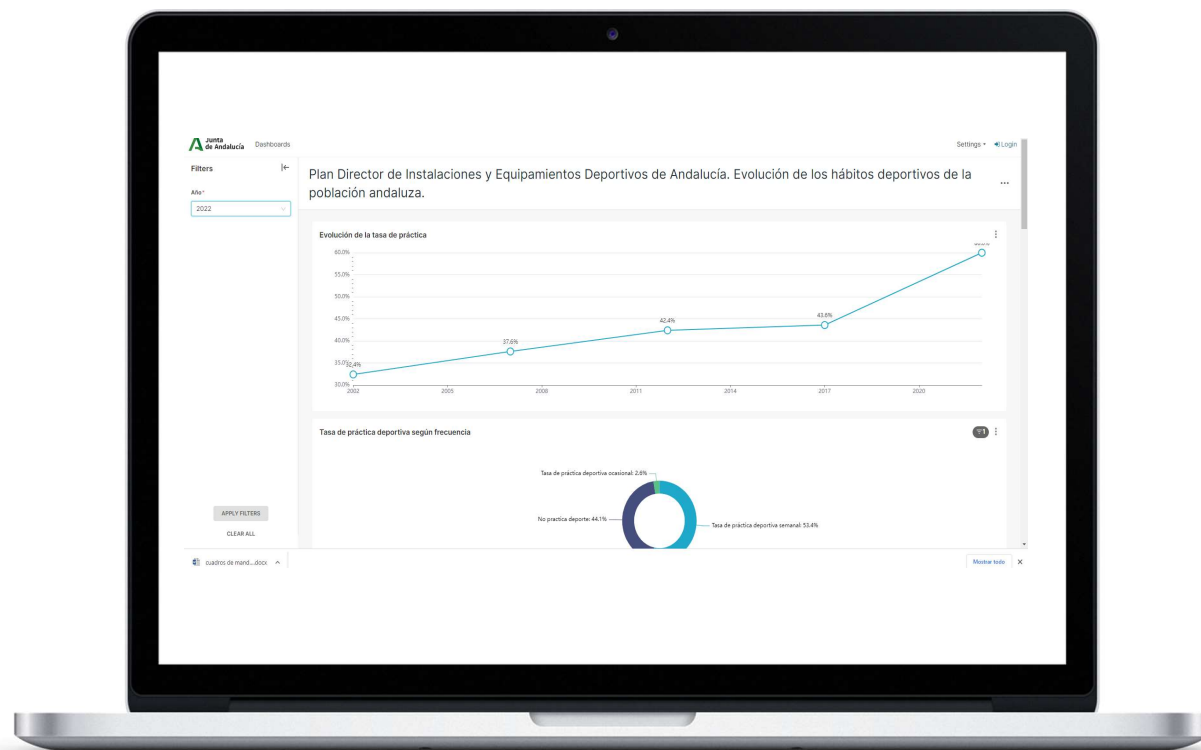 Junta
de Andalucía
Dashboards
Settings
Login
Filters
Año*
2022
APPLY FILTERS
CLEAR ALL
Plan Director de Instalaciones y Equipamientos Deportivos de Andalucía. Evolución de los hábitos deportivos de la
población andaluza.
Evolución de la tasa de práctica
60.0%
55.0%
50.0%
45.0%
40.0%
35.0%
30.0%
32,4%
37,6%
42.4%
43.6%
2002
2005
2008
2011
2014
2017
2020
Tasa de práctica deportiva según frecuencia
1
Tasa de práctica deportiva ocasional: 2.6%
No practica deporte: 44.1%
Tasa de práctica deportiva semanal: 53.4%
cuadros de mand....docx
Mostrar todo